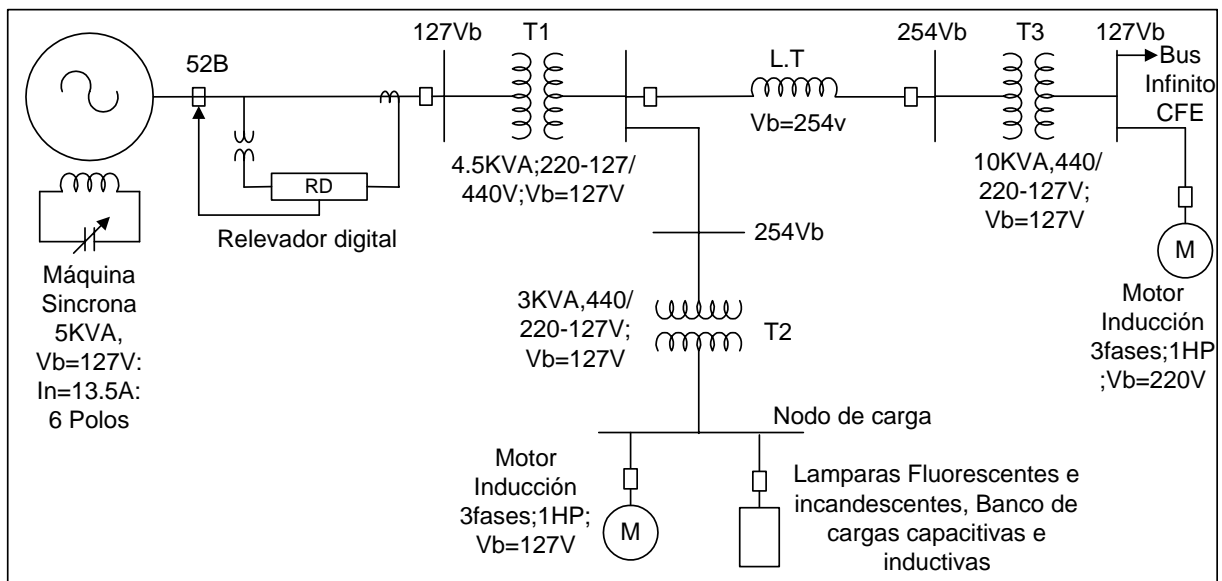 52B
127Vb
T1
L.T
254Vb
T3
127Vb
Bus
Infinito
CFE
Vb=254v
4.5KVA;220-127/
440V;Vb=127V
10KVA,440/
220-127V;
Vb=127V
RD
Relevador digital
Máquina
Sincrona
5KVA,
Vb=127V:
In=13.5A:
6 Polos
254Vb
3KVA,440/
220-127V;
Vb=127V
T2
M
Motor
Inducción
3fases;1HP
;Vb=220V
Nodo de carga
Motor
Inducción
3fases;1HP;
Vb=127V
M
Lamparas Fluorescentes e
incandescentes, Banco de
cargas capacitivas e
inductivas